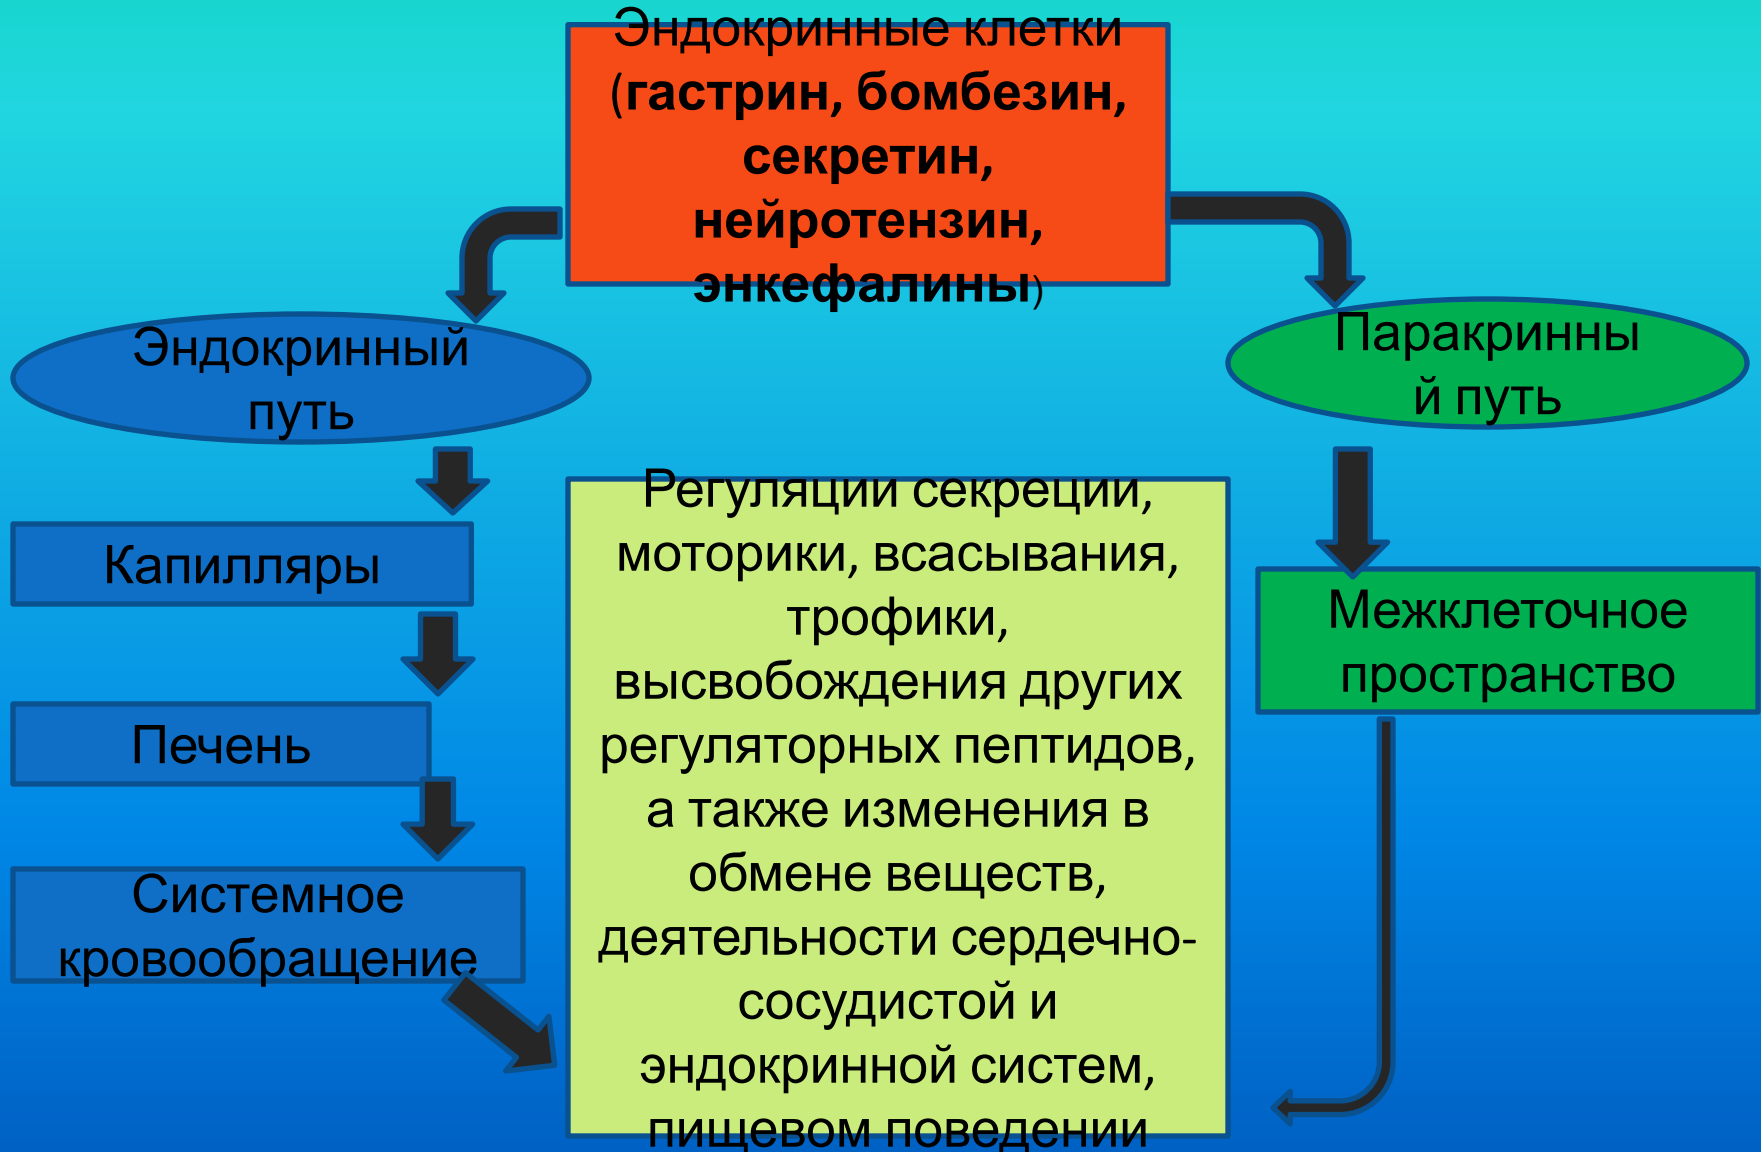 Эндокринные клетки
(гастрин, бомбезин,
секретин,
нейротензин,
энкефалины)
Эндокринный
путь
Паракринны
й путь
Капилляры
Печень
Системное
кровообращение
Регуляции секреции,
моторики, всасывания,
трофики,
высвобождения других
регуляторных пептидов,
а также изменения в
обмене веществ,
деятельности сердечно-
сосудистой и
эндокринной систем,
пищевом поведении
Межклеточное
пространство